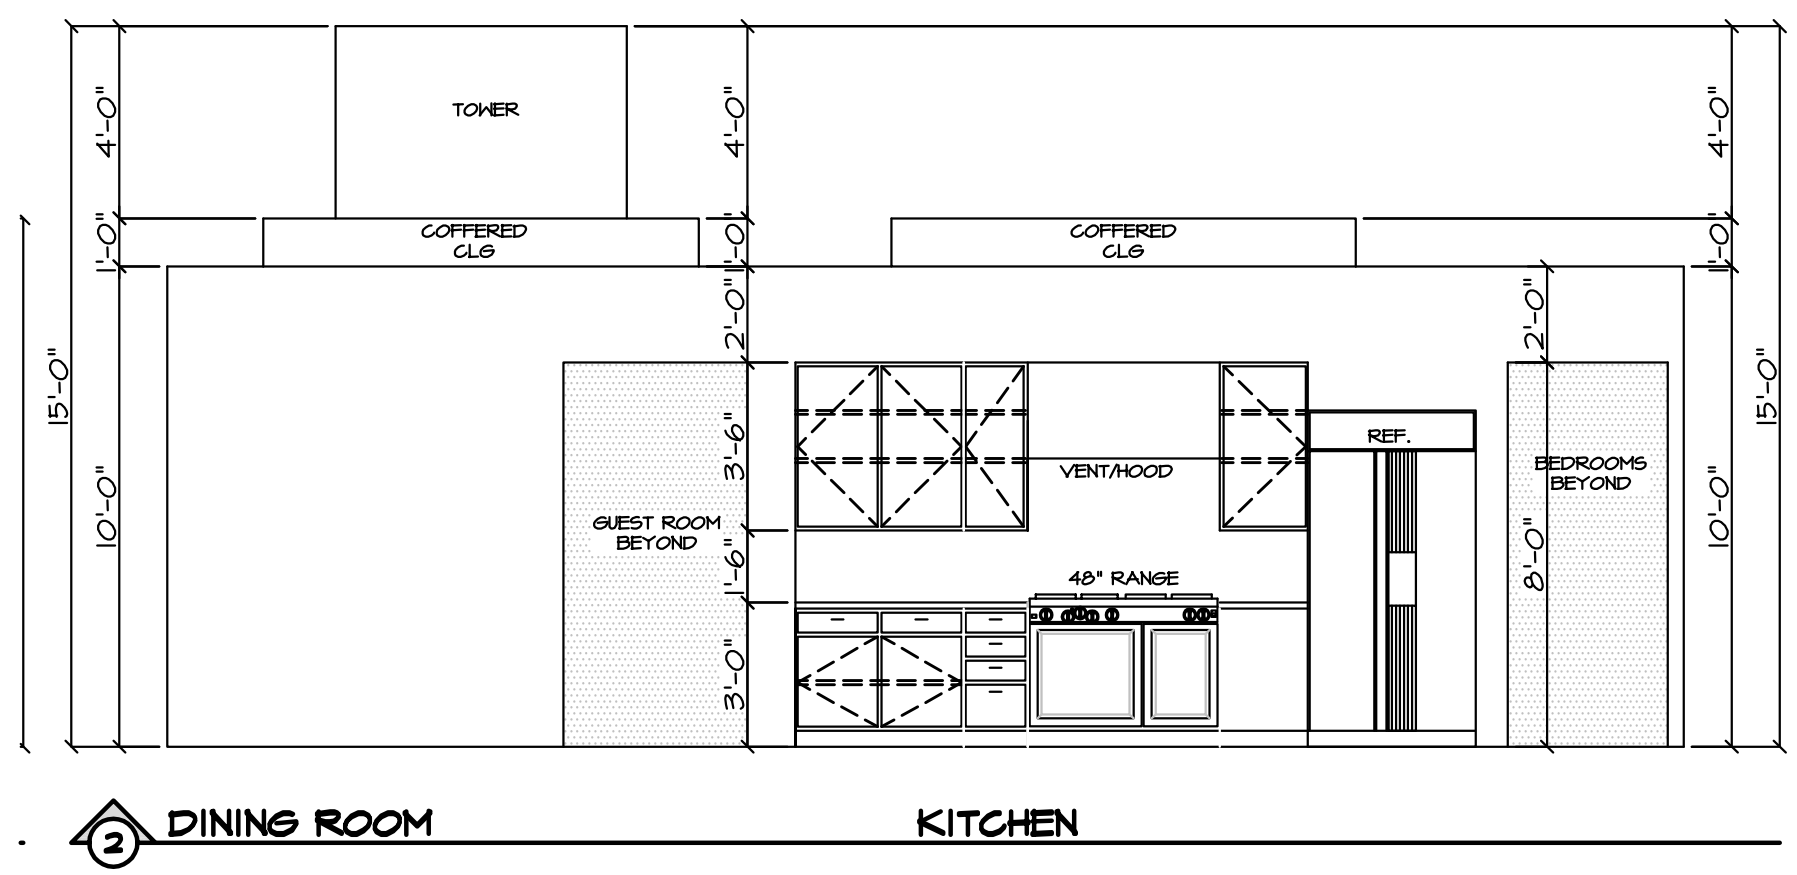 TOWER
4'-0"
4'-0"
4'-0"
COFFERED
CLG
COFFERED
CLG
1'-0"
1'-0"
1'-0"
2'-0"
2'-0"
15'-0"
15'-0"
10'-0"
10'-0"
3'-6"
REF.
VENT/HOOD
BEDROOMS
BEYOND
GUEST ROOM
BEYOND
1'-6"
48" RANGE
8'-0"
3'-0"
2 DINING ROOM KITCHEN